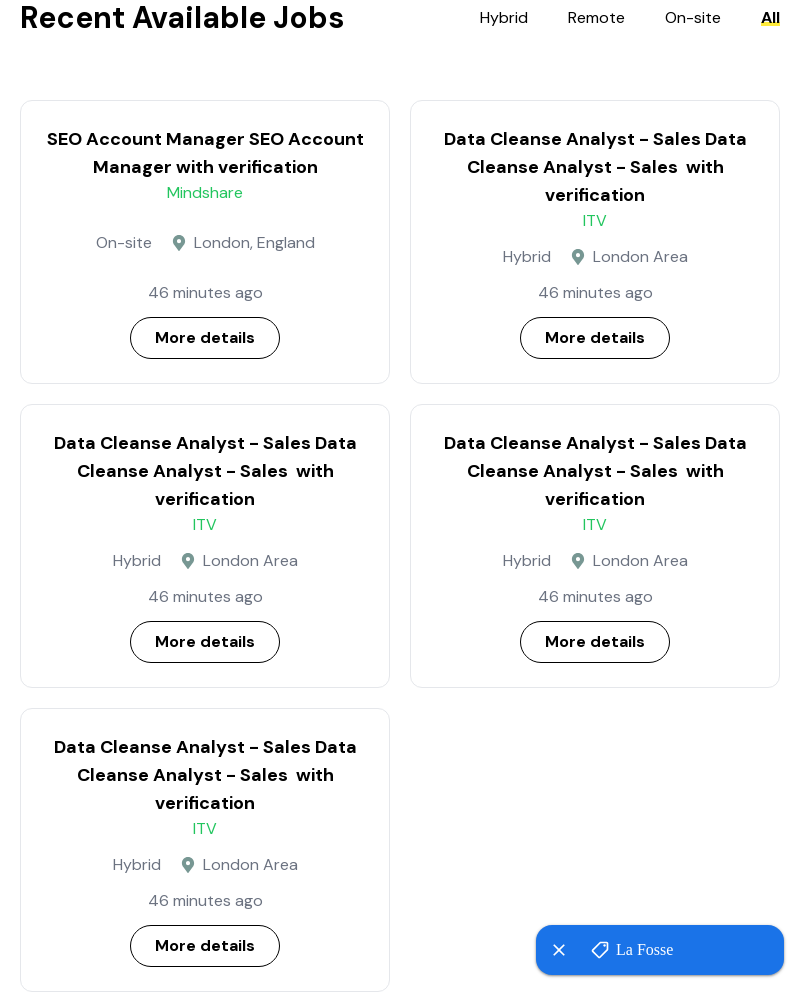 Recent Available Jobs
Hybrid Remote On-site All
SEO Account Manager SEO Account
Manager with verification
Mindshare
On-site London, England
46 minutes ago
More details
Data Cleanse Analyst - Sales Data
Cleanse Analyst - Sales  with
verification
ITV
Hybrid London Area
46 minutes ago
More details
Data Cleanse Analyst - Sales Data
Cleanse Analyst - Sales  with
verification
ITV
Hybrid London Area
46 minutes ago
More details
Data Cleanse Analyst - Sales Data
Cleanse Analyst - Sales  with
verification
ITV
Hybrid London Area
46 minutes ago
More details
Data Cleanse Analyst - Sales Data
Cleanse Analyst - Sales  with
verification
ITV
Hybrid London Area
46 minutes ago
More details
La Fosse